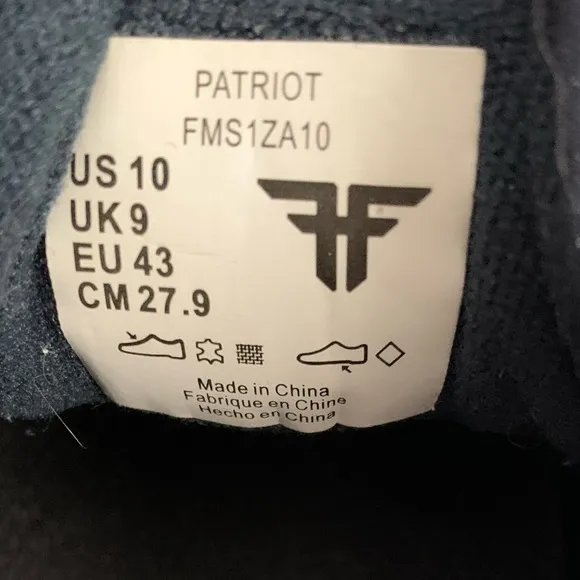 PATRIOT
FMS1ZA10
US 10
UK 9
EU 43
CM 27.9
Made in China
Fabrique en Chine
Hecho en China